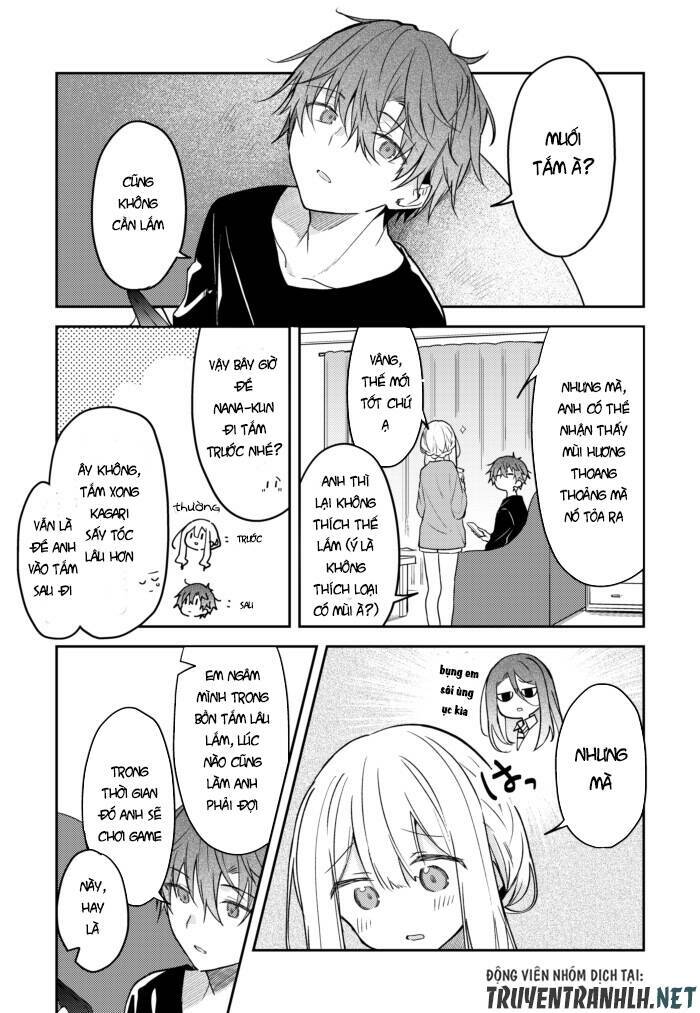 MUỐI
TẮM À?
CŨNG
KHÔNG
CẦN LẮM
NHƯNG MÀ,
ANH CÓ THỂ
NHẬN THẤY
MÙI HƯƠNG
THOANG
THOẢNG MÀ
NÓ TỎA RA
VÂNG,
THẾ MỚI
TỐT CHỨ
Ạ
ANH THÌ
LẠI KHÔNG
THÍCH THẾ
LẮM (Ý LÀ
KHÔNG
THÍCH LOẠI
CÓ MÙI À?)
VẬY BÂY GIỜ
ĐỂ
NANA-KUN
ĐI TẮM
TRƯỚC NHÉ?
ẤY KHÔNG,
TẮM XONG
KAGARI
SẤY TÓC
LÂU HƠN
VẪN LÀ
ĐỂ ANH
VÀO TẮM
SAU ĐI
thường
: TRƯỚC
: SAU
bụng em
sôi ùng
ục kìa
NHƯNG
MÀ
はっ
EM NGÂM
MÌNH TRONG
BỒN TẮM LÂU
LẮM, LÚC
NÀO CŨNG
LÀM ANH
PHẢI ĐỢI
TRONG
THỜI GIAN
ĐÓ ANH SẼ
CHƠI GAME
NÀY,
HAY
LÀ
ĐỘNG VIÊN NHÓM DỊCH TẠI:
TRUYENTRANHLH.NET